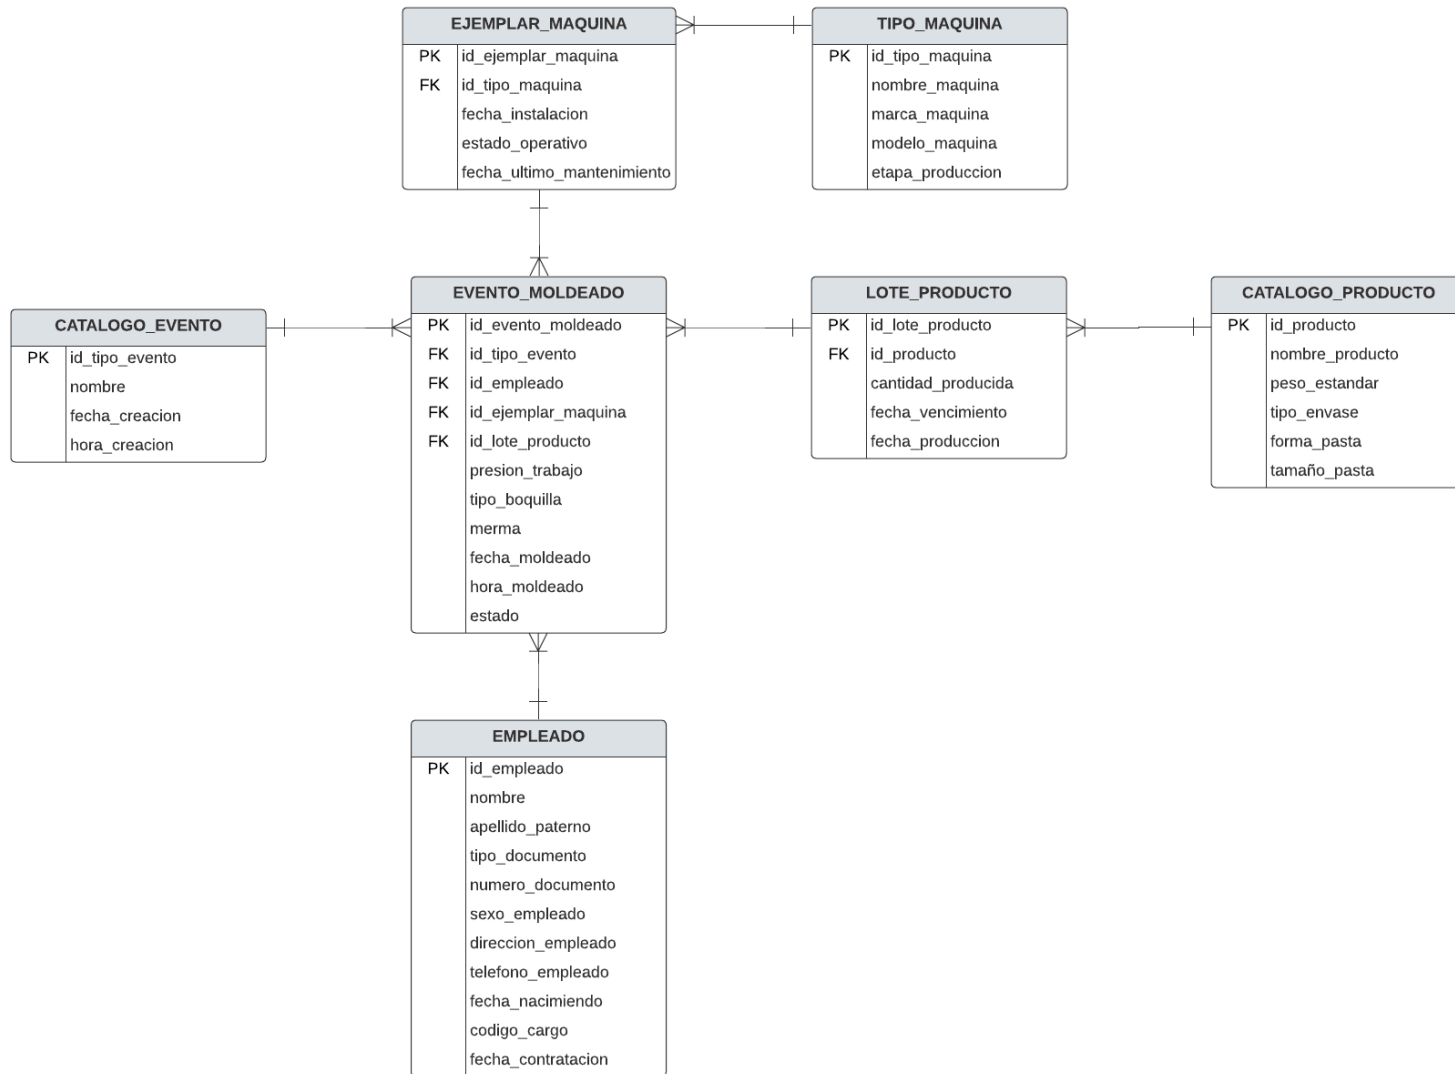 EJEMPLAR_MAQUINA
PK id_ejemplar_maquina
FK id_tipo_maquina
fecha_instalacion
estado_operativo
fecha_ultimo_mantenimiento
TIPO_MAQUINA
PK id_tipo_maquina
nombre_maquina
marca_maquina
modelo_maquina
etapa_produccion
CATALOGO_EVENTO
PK id_tipo_evento
nombre
fecha_creacion
hora_creacion
EVENTO_MOLDEADO
PK id_evento_moldeado
FK id_tipo_evento
FK id_empleado
FK id_ejemplar_maquina
FK id_lote_producto
presion_trabajo
tipo_boquilla
merma
fecha_moldeado
hora_moldeado
estado
LOTE_PRODUCTO
PK id_lote_producto
FK id_producto
cantidad_producida
fecha_vencimiento
fecha_produccion
CATALOGO_PRODUCTO
PK id_producto
nombre_producto
peso_estandar
tipo_envase
forma_pasta
tamaño_pasta
EMPLEADO
PK id_empleado
nombre
apellido_paterno
tipo_documento
numero_documento
sexo_empleado
direccion_empleado
telefono_empleado
fecha_nacimiendo
codigo_cargo
fecha_contratacion